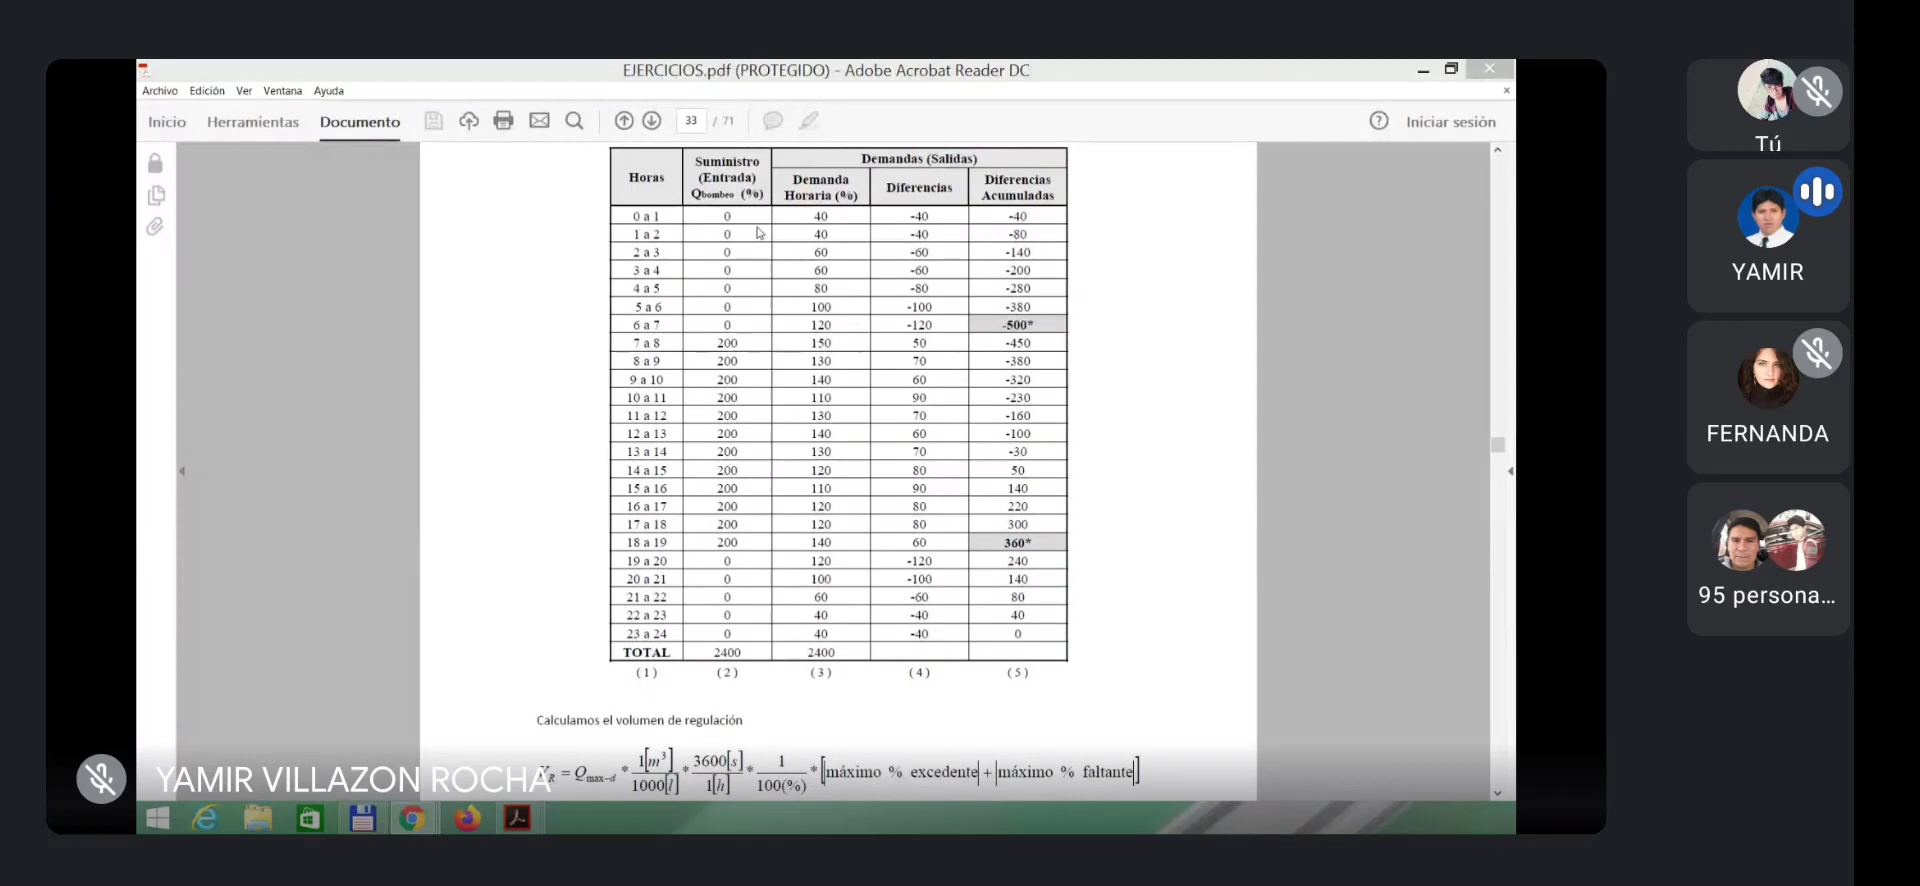 EJERCICIOS.pdf (PROTEGIDO) - Adobe Acrobat Reader DC
Archivo Edición Ver Ventana Ayuda
Inicio Herramientas Documento 33 / 71 Iniciar sesión
Horas Suministro (Entrada) Qbombeo (%) Demandas (Salidas)
Demanda Horaria (%) Diferencias Diferencias Acumuladas
0 a 1 0 40 -40 -40
1 a 2 0 40 -40 -80
2 a 3 0 60 -60 -140
3 a 4 0 60 -60 -200
4 a 5 0 80 -80 -280
5 a 6 0 100 -100 -380
6 a 7 0 120 -120 -500*
7 a 8 200 150 50 -450
8 a 9 200 130 70 -380
9 a 10 200 140 60 -320
10 a 11 200 110 90 -230
11 a 12 200 130 70 -160
12 a 13 200 140 60 -100
13 a 14 200 130 70 -30
14 a 15 200 120 80 50
15 a 16 200 110 90 140
16 a 17 200 120 80 220
17 a 18 200 120 80 300
18 a 19 200 140 60 360*
19 a 20 0 120 -120 240
20 a 21 0 100 -100 140
21 a 22 0 60 -60 80
22 a 23 0 40 -40 40
23 a 24 0 40 -40 0
TOTAL 2400 2400
(1) (2) (3) (4) (5)
Calculamos el volumen de regulación
V_R = Q_max-d * 1[m³]/1000[l] * 3600[s]/1[h] * 1/100(%) * [|máximo % excedente| + |máximo % faltante|]
YAMIR VILLAZON ROCHA
Tú
YAMIR
FERNANDA
95 persona...